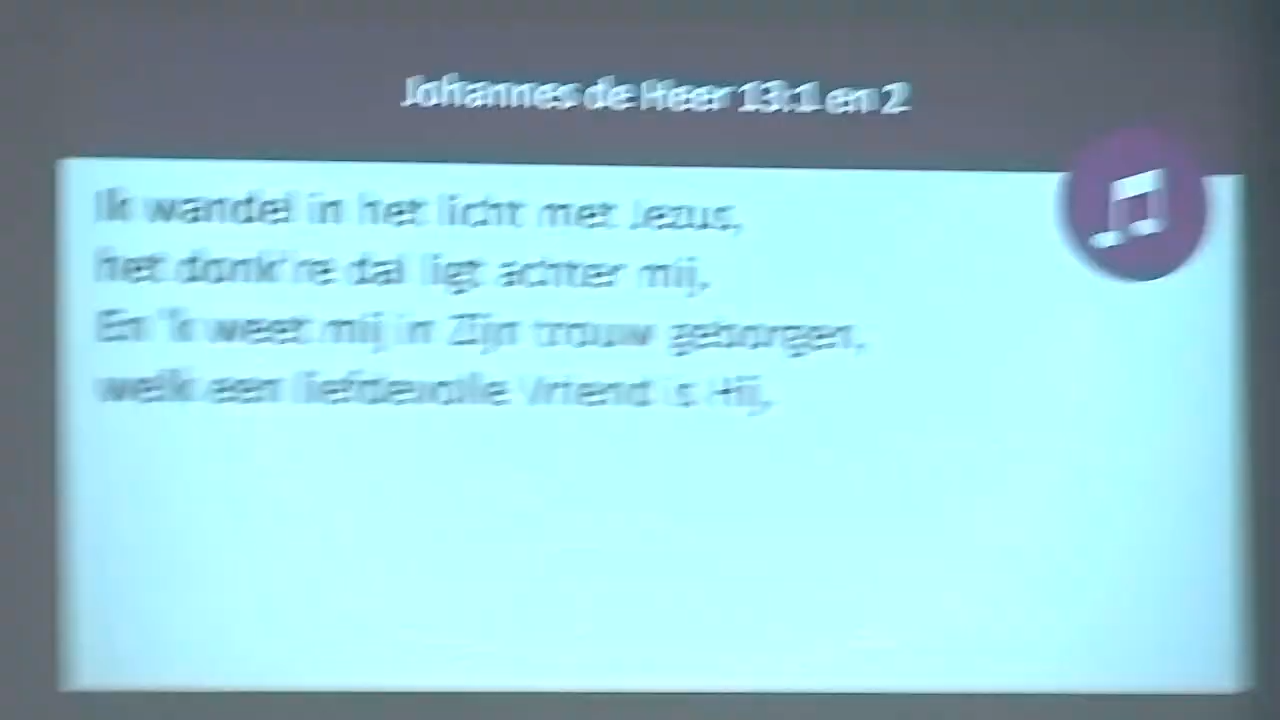 Johannes de Heer 13:1 en 2
Ik wandel in het licht met Jezus,
het donk're dal ligt achter mij,
En 'k weet mij in Zijn trouw geborgen,
welk een liefdevolle Vriend is Hij,